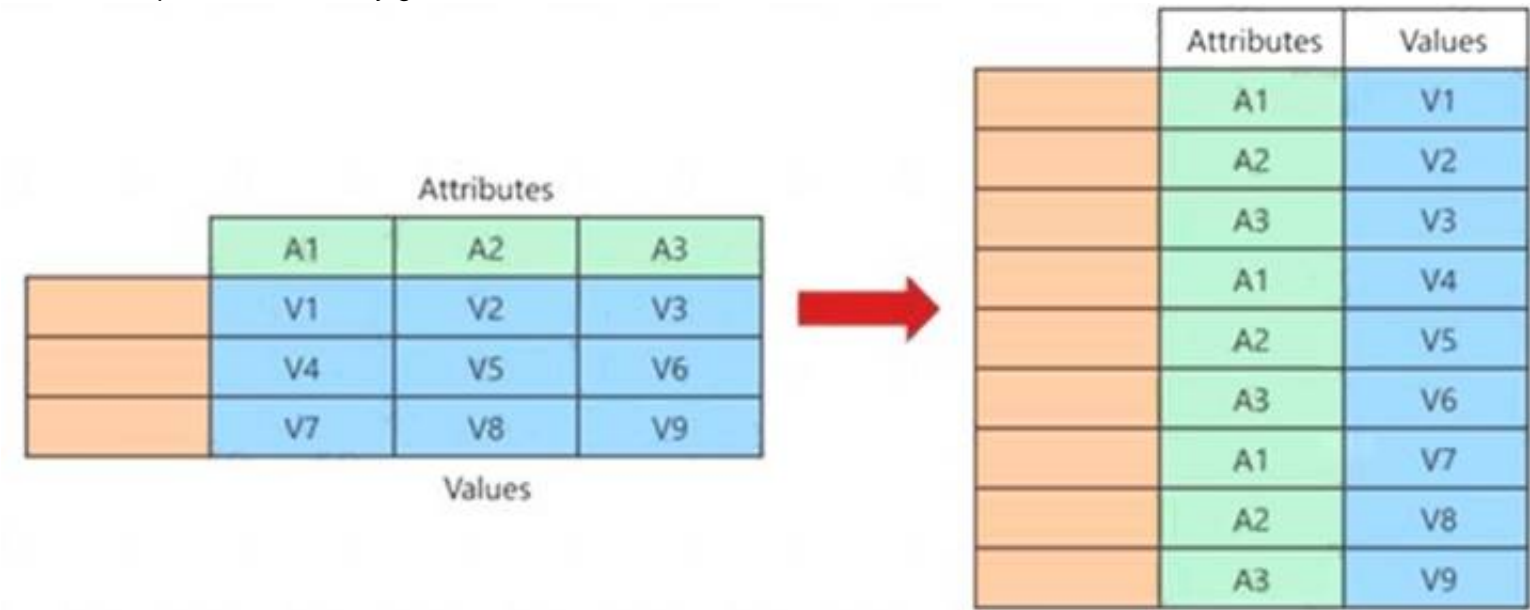 Attributes
A1 A2 A3
V1 V2 V3
V4 V5 V6
V7 V8 V9
Values
Attributes Values
A1 V1
A2 V2
A3 V3
A1 V4
A2 V5
A3 V6
A1 V7
A2 V8
A3 V9